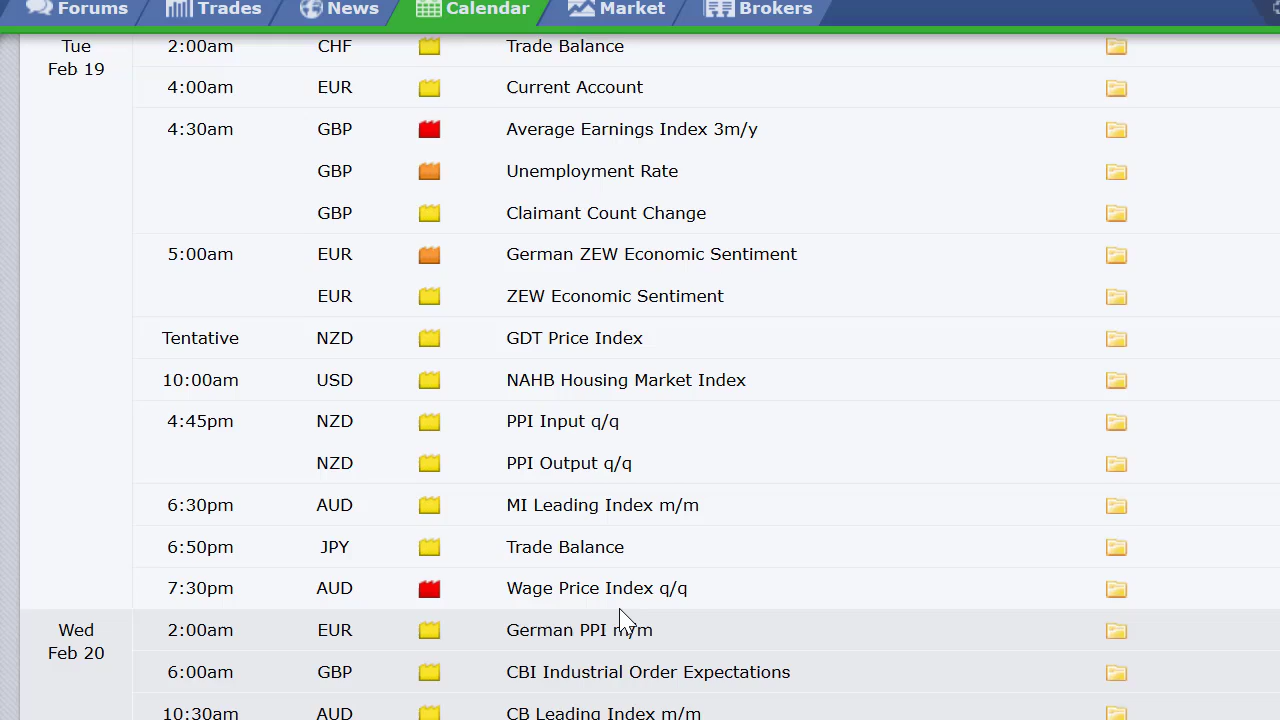 Forums Trades News Calendar Market Brokers
Tue 2:00am CHF Trade Balance
Feb 19
4:00am EUR Current Account
4:30am GBP Average Earnings Index 3m/y
GBP Unemployment Rate
GBP Claimant Count Change
5:00am EUR German ZEW Economic Sentiment
EUR ZEW Economic Sentiment
Tentative NZD GDT Price Index
10:00am USD NAHB Housing Market Index
4:45pm NZD PPI Input q/q
NZD PPI Output q/q
6:30pm AUD MI Leading Index m/m
6:50pm JPY Trade Balance
7:30pm AUD Wage Price Index q/q
Wed 2:00am EUR German PPI m/m
Feb 20
6:00am GBP CBI Industrial Order Expectations
10:30am AUD CB Leading Index m/m